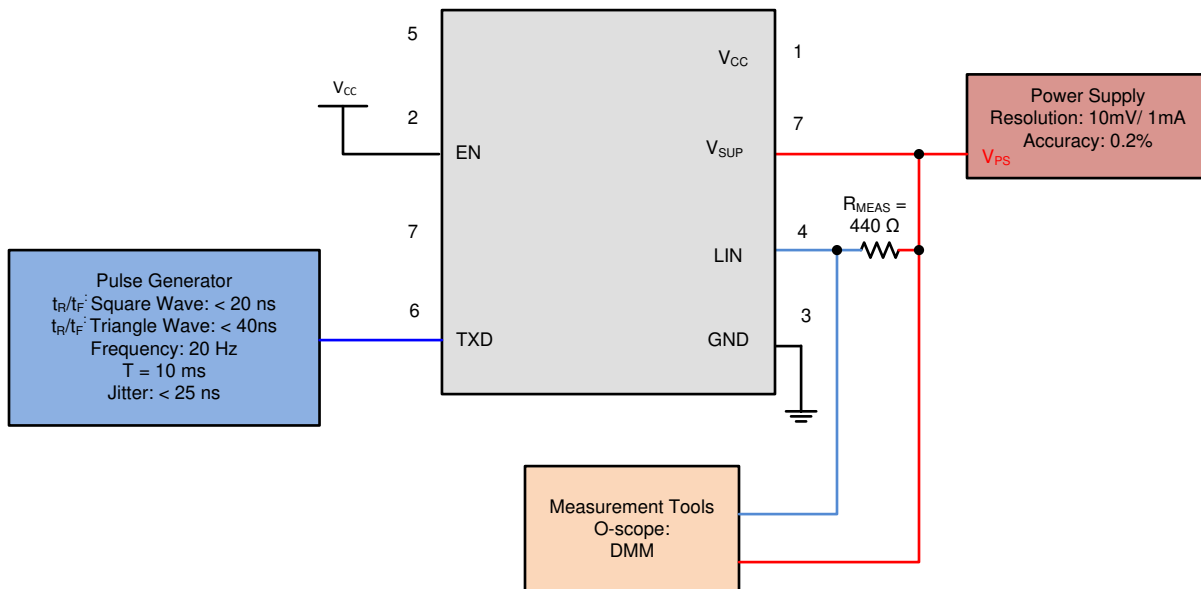 5
V_CC
1
V_CC
2
EN
7
V_SUP
Power Supply
Resolution: 10mV/ 1mA
Accuracy: 0.2%
V_PS
R_MEAS =
440 Ω
7
4
LIN
Pulse Generator
t_R/t_F: Square Wave: < 20 ns
t_R/t_F: Triangle Wave: < 40ns
Frequency: 20 Hz
T = 10 ms
Jitter: < 25 ns
6
TXD
3
GND
Measurement Tools
O-scope:
DMM